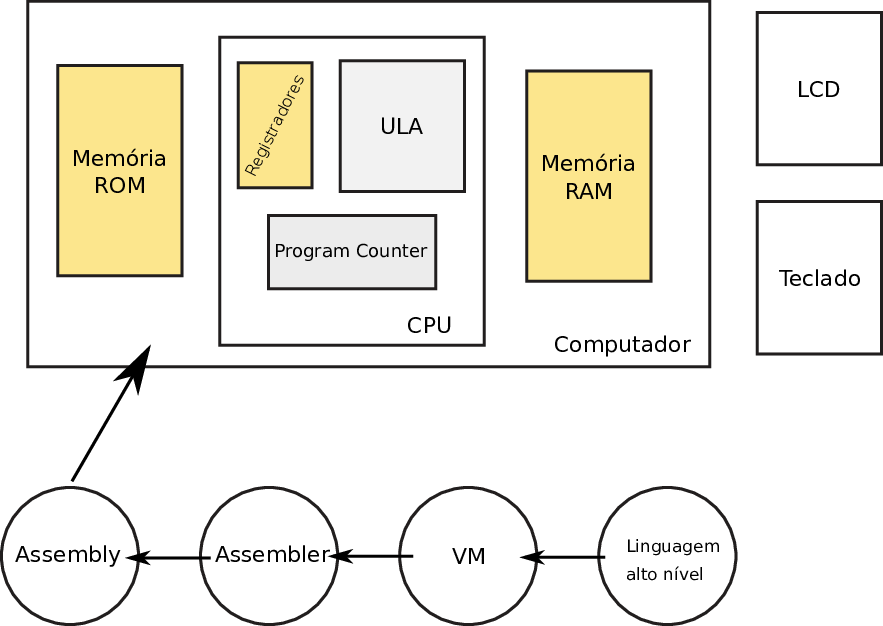 Memória
ROM
Registradores
ULA
Program Counter
CPU
Memória
RAM
Computador
LCD
Teclado
Assembly
Assembler
VM
Linguagem
alto nível